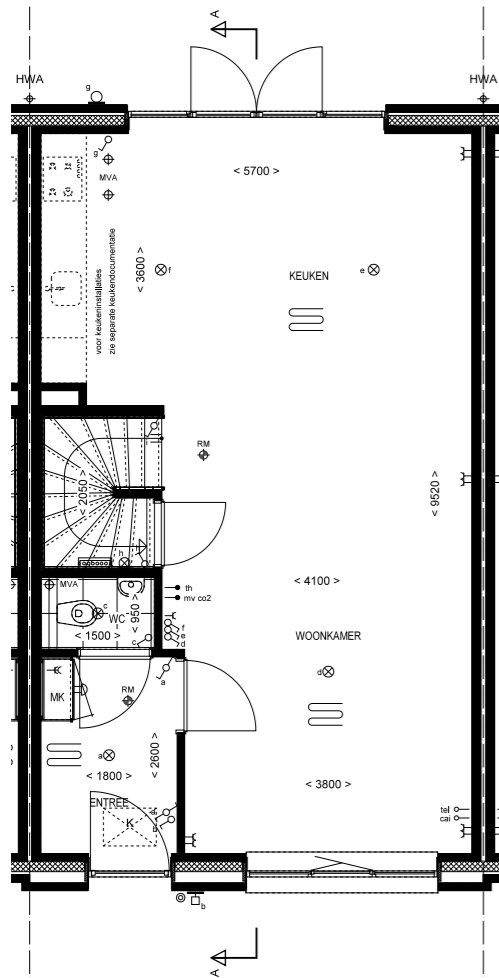 A
HWA
HWA
g
g
MVA
< 5700 >
voor keukeninstallaties
zie separate keukendocumentatie
< 3600 >
f
KEUKEN
e
i
RM
< 2050 >
< 9520 >
h
MVA
c
WC
< 950 >
< 1500 >
c
th
mv co2
f
e
d
< 4100 >
WOONKAMER
d
a
MK
RM
a
< 1800 >
< 2600 >
ENTREE
K
a
b
< 3800 >
tel
cai
b
A